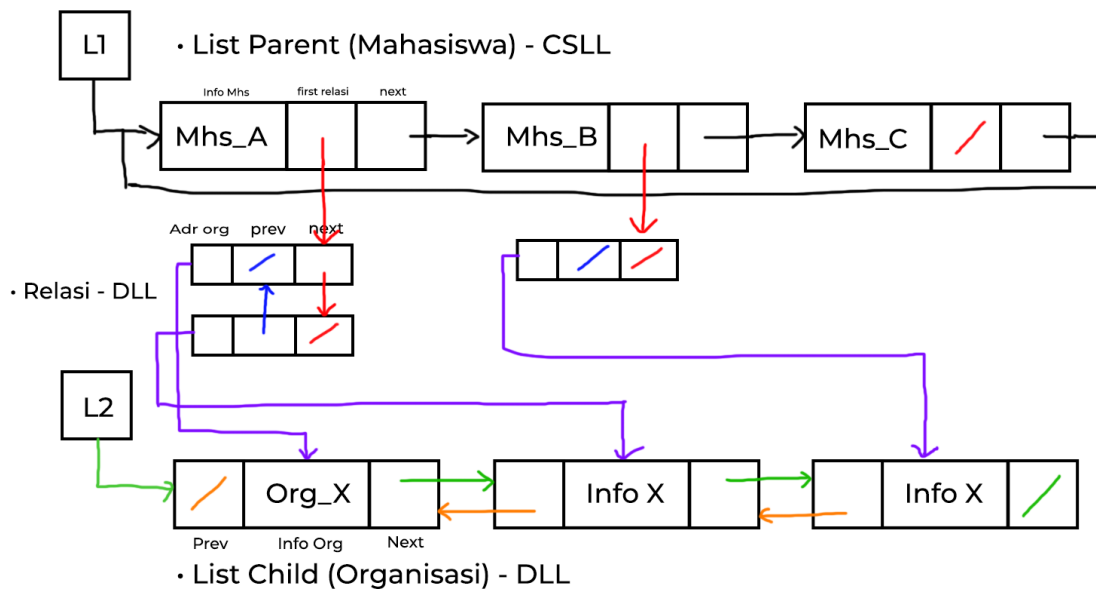 L1
• List Parent (Mahasiswa) - CSLL
Info Mhs first relasi next
Mhs_A Mhs_B Mhs_C
Adr org prev next
• Relasi - DLL
L2
Org_X Info X Info X
Prev Info Org Next
• List Child (Organisasi) - DLL